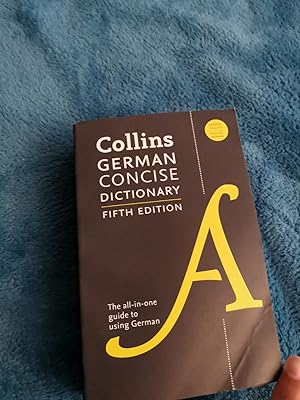 Collins
GERMAN
CONCISE
DICTIONARY
FIFTH EDITION
A
The all-in-one
guide to
using German